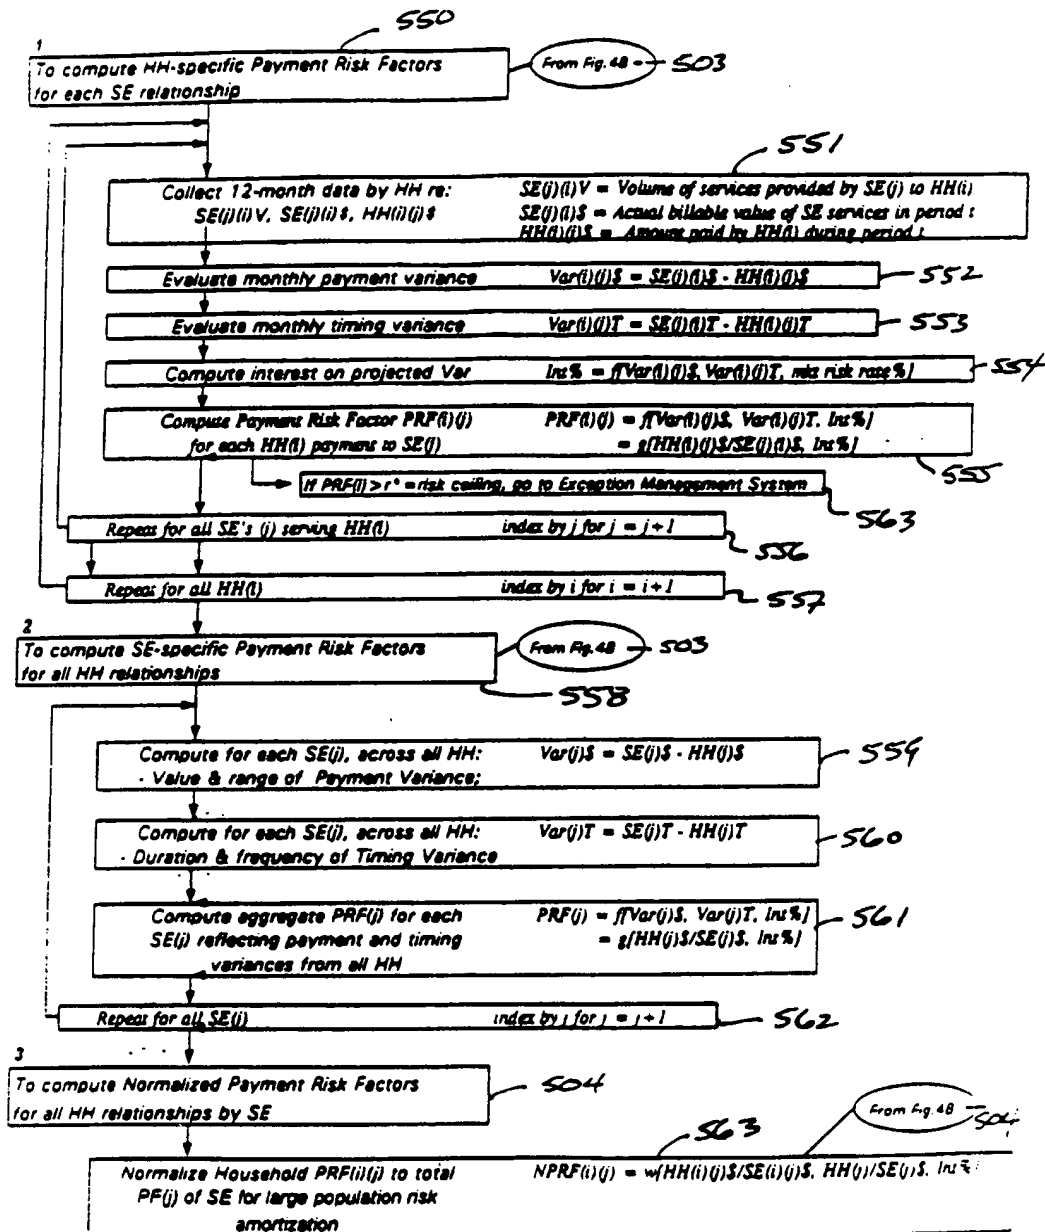 550
1
To compute HH-specific Payment Risk Factors
for each SE relationship
From Fig. 4B
503
551
Collect 12-month data by HH re:
SE(j)(i)V, SE(j)(i)$, HH(i)(j)$
SE(j)(i)V = Volume of services provided by SE(j) to HH(i)
SE(j)(i)$ = Actual billable value of SE services in period t
HH(i)(j)$ = Amount paid by HH(i) during period t
Evaluate monthly payment variance Var(i)(j)$ = SE(j)(i)$ - HH(i)(j)$
552
Evaluate monthly timing variance Var(i)(j)T = SE(j)(i)T - HH(i)(j)T
553
Compute interest on projected Var Int% = f[Var(i)(j)$, Var(i)(j)T, mkt risk rate%]
554
Compute Payment Risk Factor PRF(i)(j)
for each HH(i) payment to SE(j)
PRF(i)(j) = f[Var(i)(j)$, Var(i)(j)T, Int%]
= g[HH(i)(j)$/SE(j)(i)$, Int%]
555
If PRF(ij) > r* = risk ceiling, go to Exception Management System
563
Repeat for all SE's (j) serving HH(i) index by j for j = j+1
556
Repeat for all HH(i) index by i for i = i+1
557
2
To compute SE-specific Payment Risk Factors
for all HH relationships
From Fig. 4B
503
558
Compute for each SE(j), across all HH:
- Value & range of Payment Variance;
Var(j)$ = SE(j)$ - HH(j)$
559
Compute for each SE(j), across all HH:
- Duration & frequency of Timing Variance
Var(j)T = SE(j)T - HH(j)T
560
Compute aggregate PRF(j) for each
SE(j) reflecting payment and timing
variances from all HH
PRF(j) = f[Var(j)$, Var(j)T, Int%]
= g[HH(j)$/SE(j)$, Int%]
561
Repeat for all SE(j) index by j for j = j+1
562
3
To compute Normalized Payment Risk Factors
for all HH relationships by SE
504
From Fig. 4B
504
563
Normalize Household PRF(i)(j) to total
PF(j) of SE for large population risk
amortization
NPRF(i)(j) = w[HH(i)(j)$/SE(i)(j)$, HH(j)/SE(j)$, Int%]